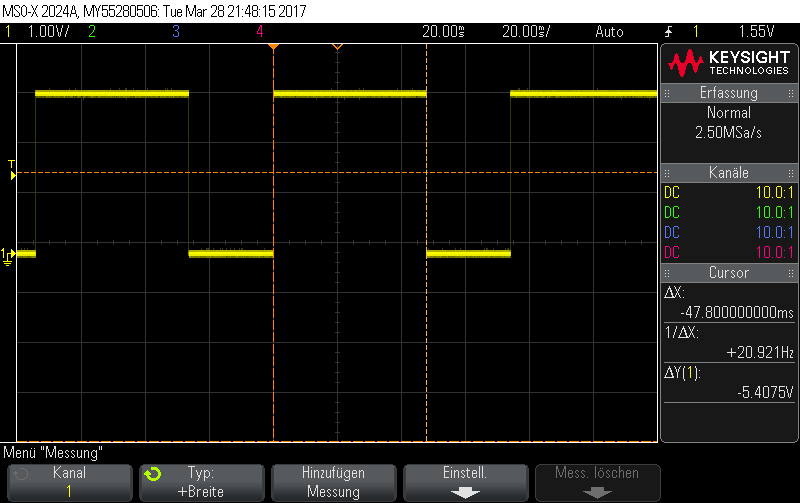 MSO-X 2024A, MY55280506: Tue Mar 28 21:48:15 2017
1 1.00V/ 2 3 4 20.00s 20.00s/ Auto 1 1.55V
KEYSIGHT
TECHNOLOGIES
Erfassung
Normal
2.50MSa/s
Kanäle
DC 10.0:1
DC 10.0:1
DC 10.0:1
DC 10.0:1
Cursor
ΔX:
-47.800000000ms
1/ΔX:
+20.921Hz
ΔY(1):
-5.4075V
T
1
Menü "Messung"
Kanal
1
Typ:
+Breite
Hinzufügen
Messung
Einstell.
Mess. löschen